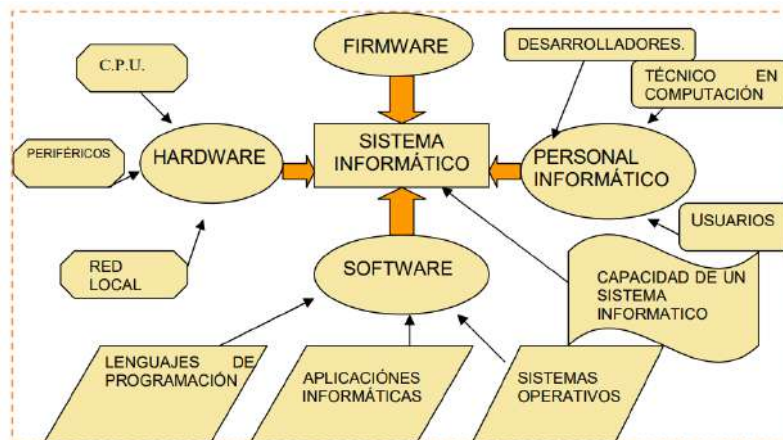 FIRMWARE
DESARROLLADORES.
C.P.U.
TÉCNICO EN
COMPUTACIÓN
PERIFÉRICOS
HARDWARE
SISTEMA
INFORMÁTICO
PERSONAL
INFORMÁTICO
USUARIOS
RED
LOCAL
SOFTWARE
CAPACIDAD DE UN
SISTEMA
INFORMATICO
LENGUAJES DE
PROGRAMACIÓN
APLICACIÓNES
INFORMÁTICAS
SISTEMAS
OPERATIVOS